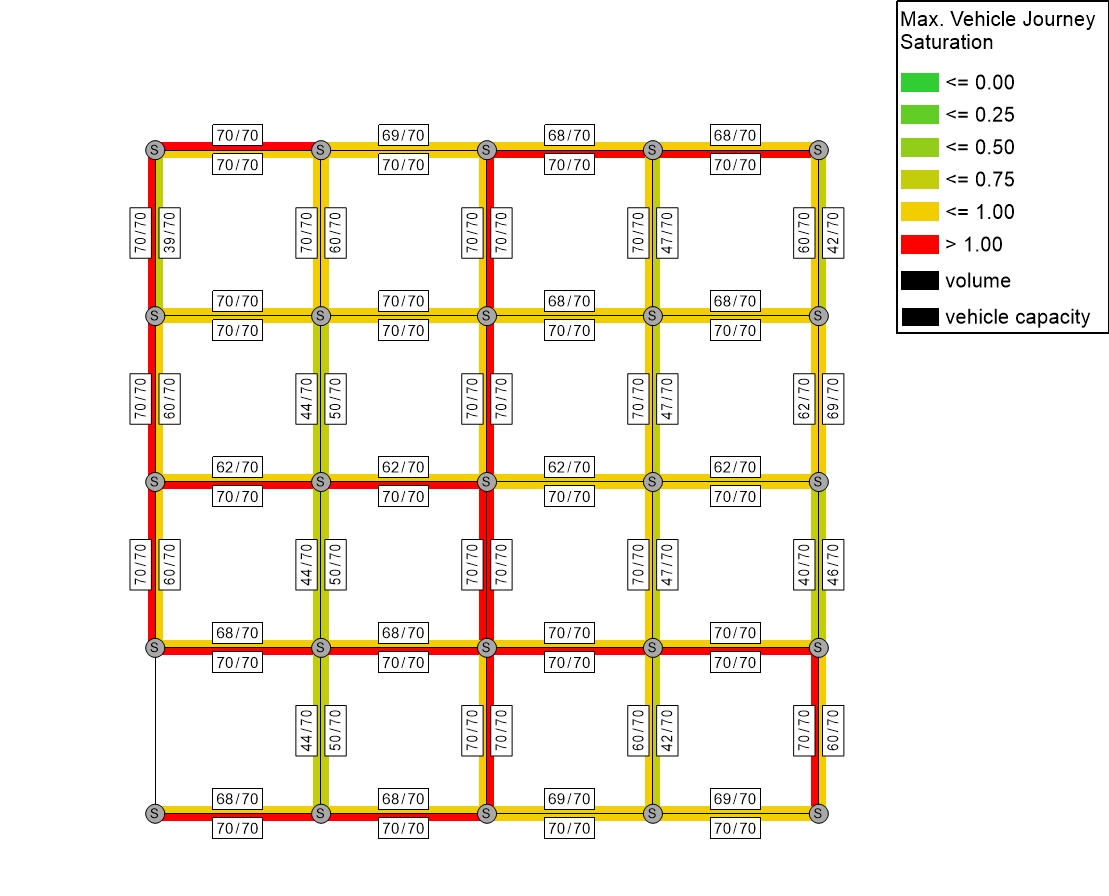 Max. Vehicle Journey
Saturation
<= 0.00
<= 0.25
<= 0.50
<= 0.75
<= 1.00
> 1.00
volume
vehicle capacity
70/70 69/70 68/70 68/70
S S S S S
70/70 70/70 70/70 70/70
70/70 39/70 70/70 60/70 70/70 70/70 70/70 47/70 60/70 42/70
70/70 70/70 68/70 68/70
S S S S S
70/70 70/70 70/70 70/70
70/70 60/70 44/70 50/70 70/70 70/70 70/70 47/70 62/70 69/70
62/70 62/70 62/70 62/70
S S S S S
70/70 70/70 70/70 70/70
70/70 60/70 44/70 50/70 70/70 70/70 70/70 47/70 40/70 46/70
68/70 68/70 70/70 70/70
S S S S S
70/70 70/70 70/70 70/70
44/70 50/70 70/70 70/70 60/70 42/70 70/70 60/70
68/70 68/70 69/70 69/70
S S S S S
70/70 70/70 70/70 70/70